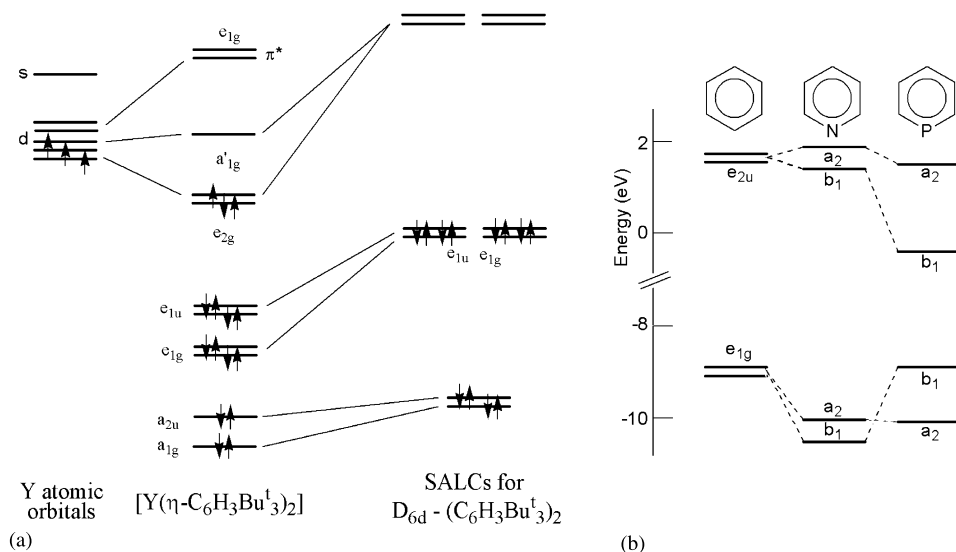 s
d
e1g
π*
a'1g
e2g
e1u
e1g
a2u
a1g
e1u e1g
Y atomic
orbitals
[Y(η-C6H3But3)2]
SALCs for
D6d - (C6H3But3)2
(a)
N
P
Energy (eV)
2
0
-8
-10
e2u
a2
b1
a2
b1
e1g
a2
b1
b1
a2
(b)